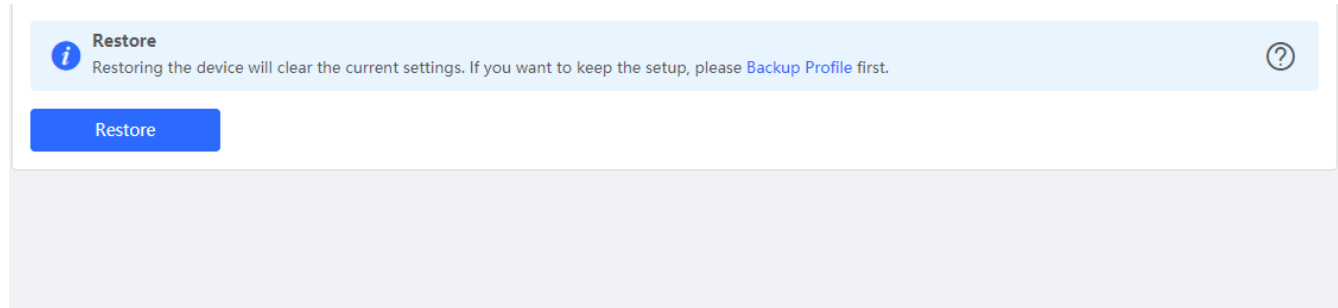 Restore
Restoring the device will clear the current settings. If you want to keep the setup, please Backup Profile first.
Restore